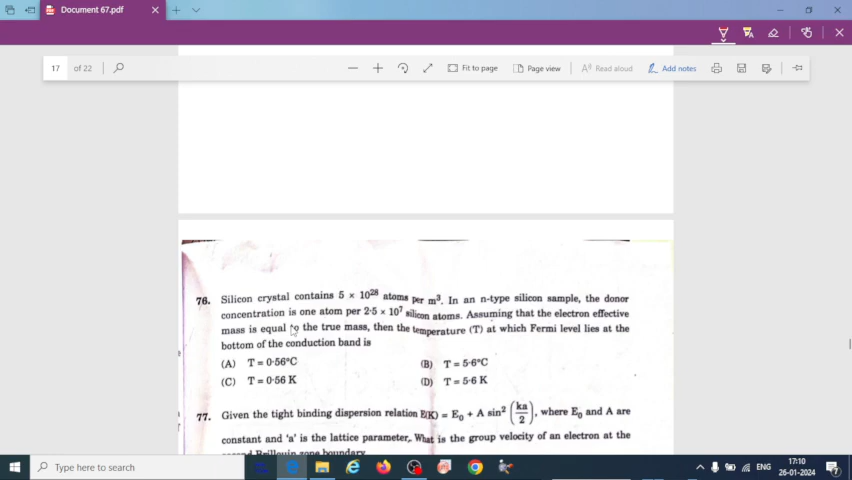 Document 67.pdf
17 of 22
Fit to page
Page view
Read aloud
Add notes
76. Silicon crystal contains 5 × 10²⁸ atoms per m³. In an n-type silicon sample, the donor
concentration is one atom per 2·5 × 10⁷ silicon atoms. Assuming that the electron effective
mass is equal to the true mass, then the temperature (T) at which Fermi level lies at the
bottom of the conduction band is
(A) T = 0·56°C (B) T = 5·6°C
(C) T = 0·56 K (D) T = 5·6 K
77. Given the tight binding dispersion relation E(K) = E₀ + A sin² (ka/2), where E₀ and A are
constant and 'a' is the lattice parameter. What is the group velocity of an electron at the
second Brillouin zone boundary
Type here to search
ENG
17:10
26-01-2024